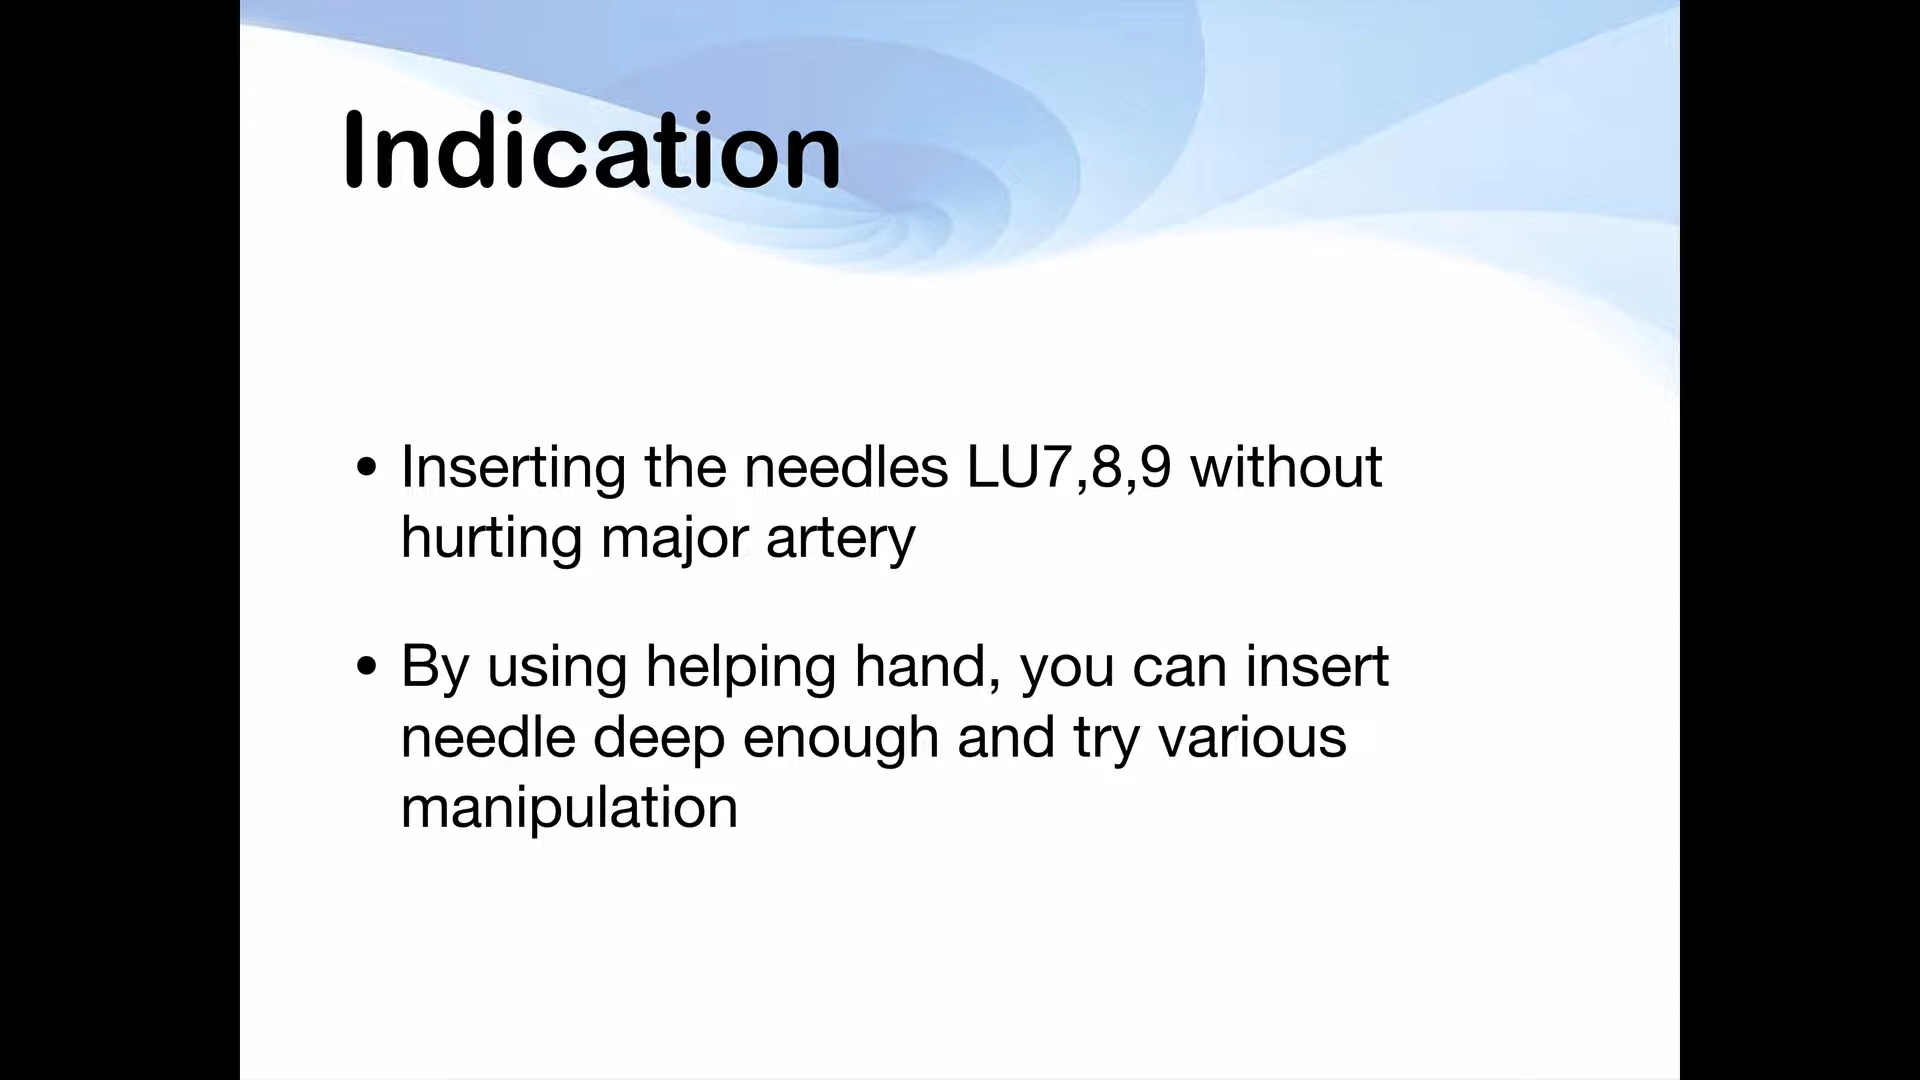 Indication
• Inserting the needles LU7,8,9 without
hurting major artery
• By using helping hand, you can insert
needle deep enough and try various
manipulation